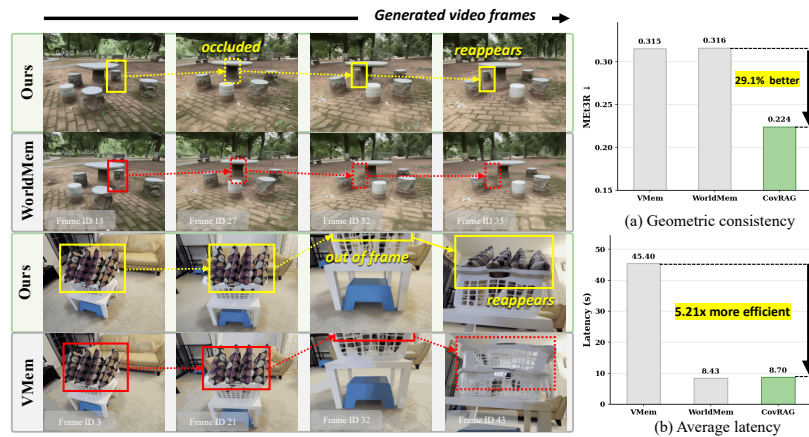 Generated video frames
Ours
occluded
reappears
WorldMem
Frame ID 13
Frame ID 27
Frame ID 32
Frame ID 35
Ours
out of frame
reappears
VMem
Frame ID 3
Frame ID 21
Frame ID 32
Frame ID 43
MEt3R ↓
0.30
0.25
0.20
0.15
0.315
0.316
0.224
29.1% better
VMem
WorldMem
CovRAG
(a) Geometric consistency
Latency (s)
50
40
30
20
10
0
45.40
8.43
8.70
5.21x more efficient
VMem
WorldMem
CovRAG
(b) Average latency